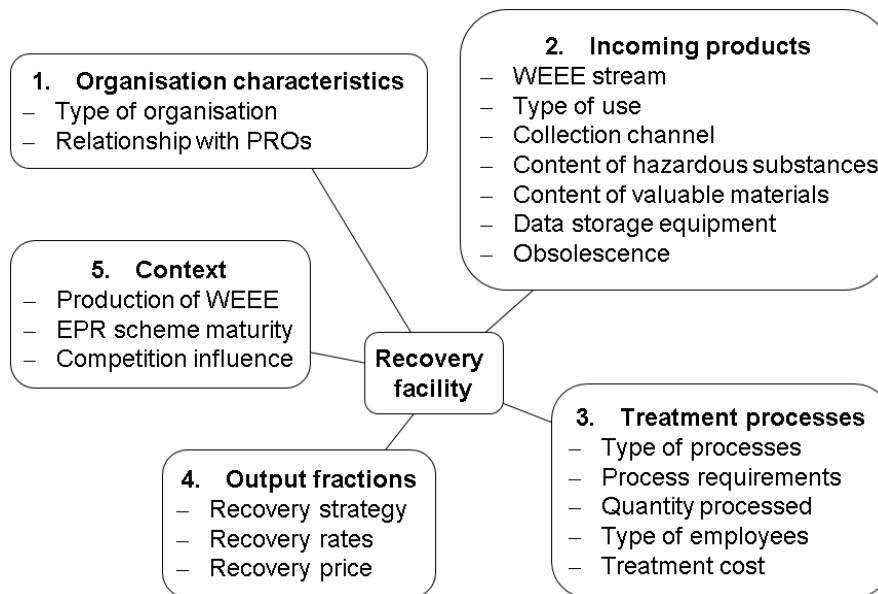 1. Organisation characteristics
– Type of organisation
– Relationship with PROs
2. Incoming products
– WEEE stream
– Type of use
– Collection channel
– Content of hazardous substances
– Content of valuable materials
– Data storage equipment
– Obsolescence
5. Context
– Production of WEEE
– EPR scheme maturity
– Competition influence
Recovery
facility
3. Treatment processes
– Type of processes
– Process requirements
– Quantity processed
– Type of employees
– Treatment cost
4. Output fractions
– Recovery strategy
– Recovery rates
– Recovery price